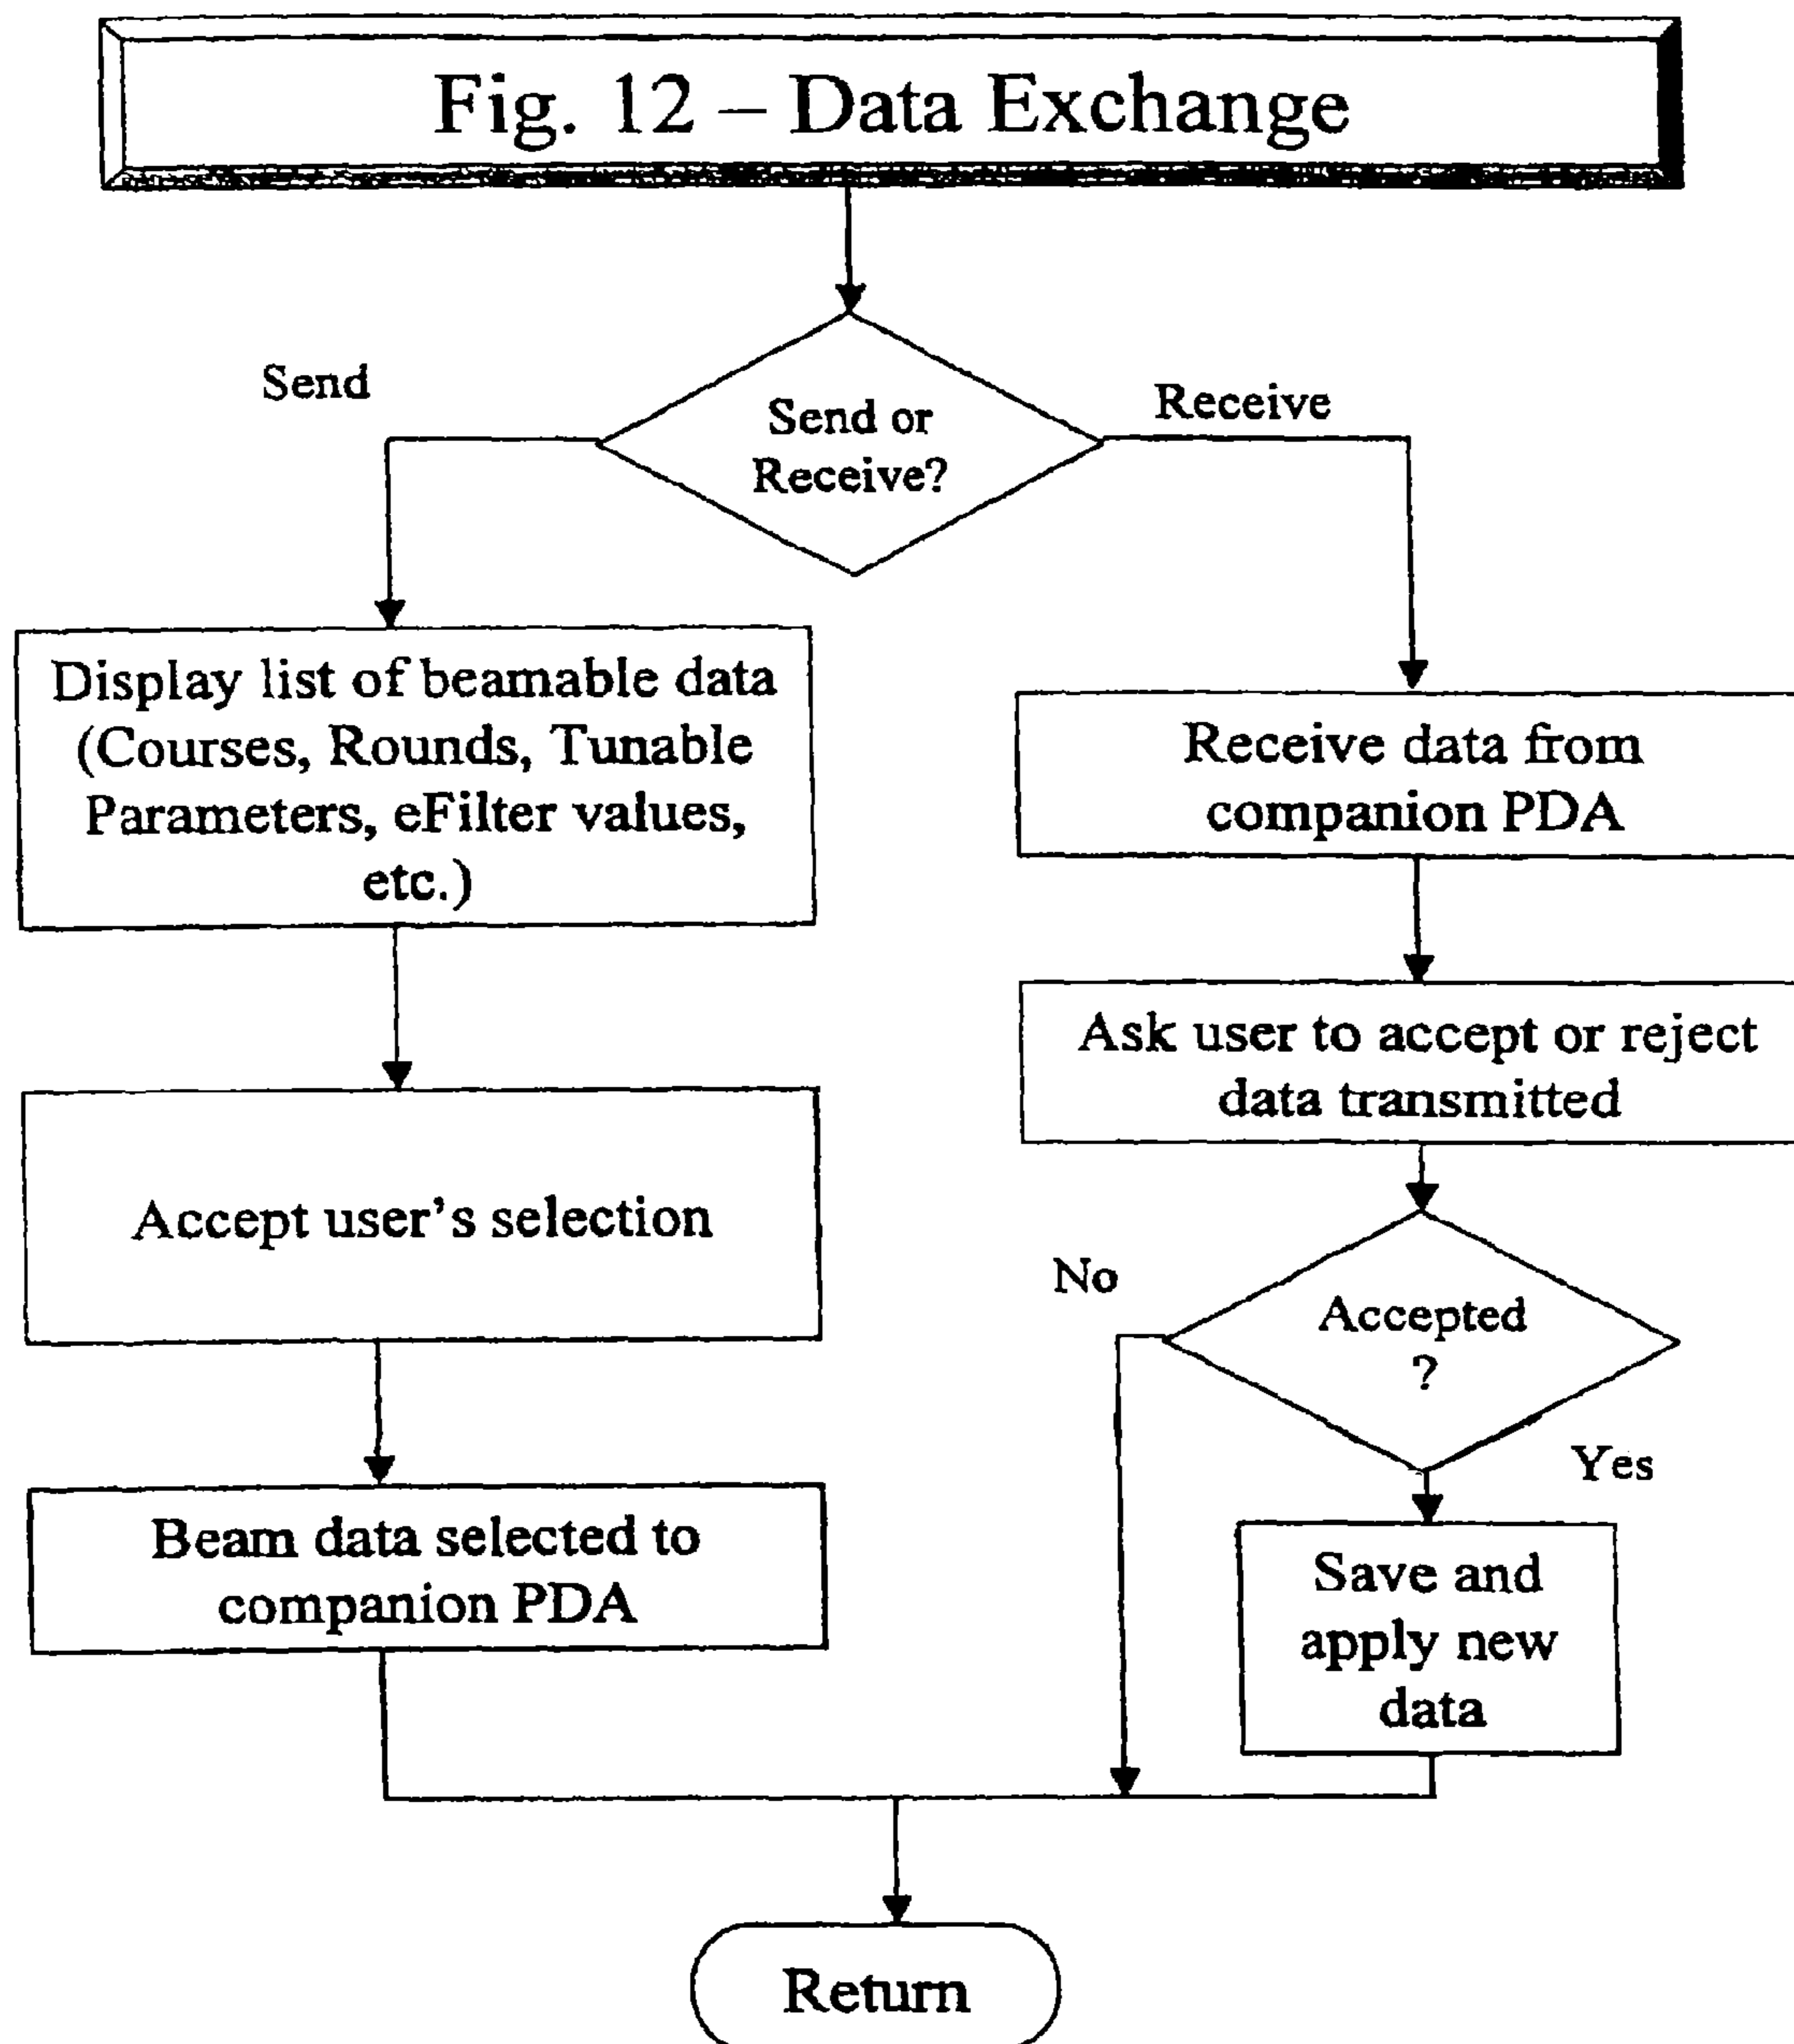 Fig. 12 – Data Exchange
Send
Send or
Receive?
Receive
Display list of beamable data
(Courses, Rounds, Tunable
Parameters, eFilter values,
etc.)
Receive data from
companion PDA
Ask user to accept or reject
data transmitted
Accept user's selection
No
Accepted
?
Yes
Beam data selected to
companion PDA
Save and
apply new
data
Return